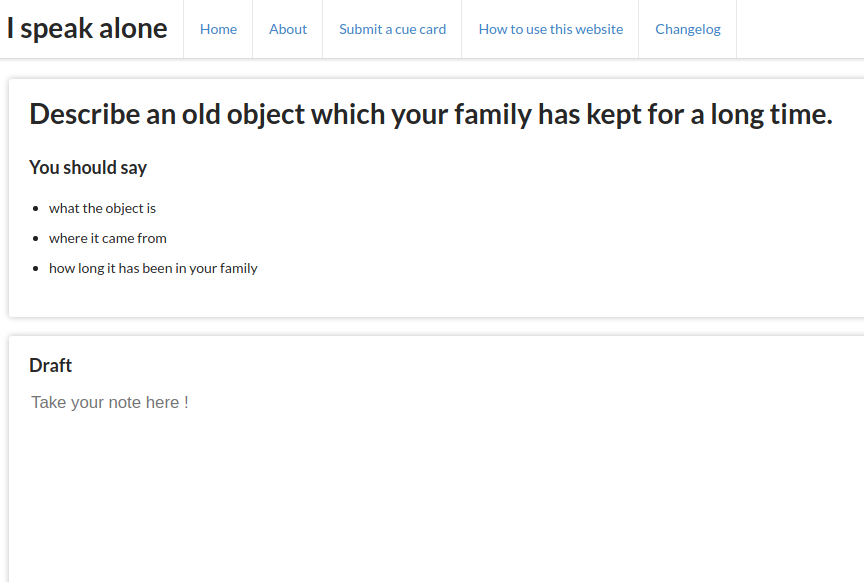 I speak alone Home About Submit a cue card How to use this website Changelog
Describe an old object which your family has kept for a long time.
You should say
what the object is
where it came from
how long it has been in your family
Draft
Take your note here !